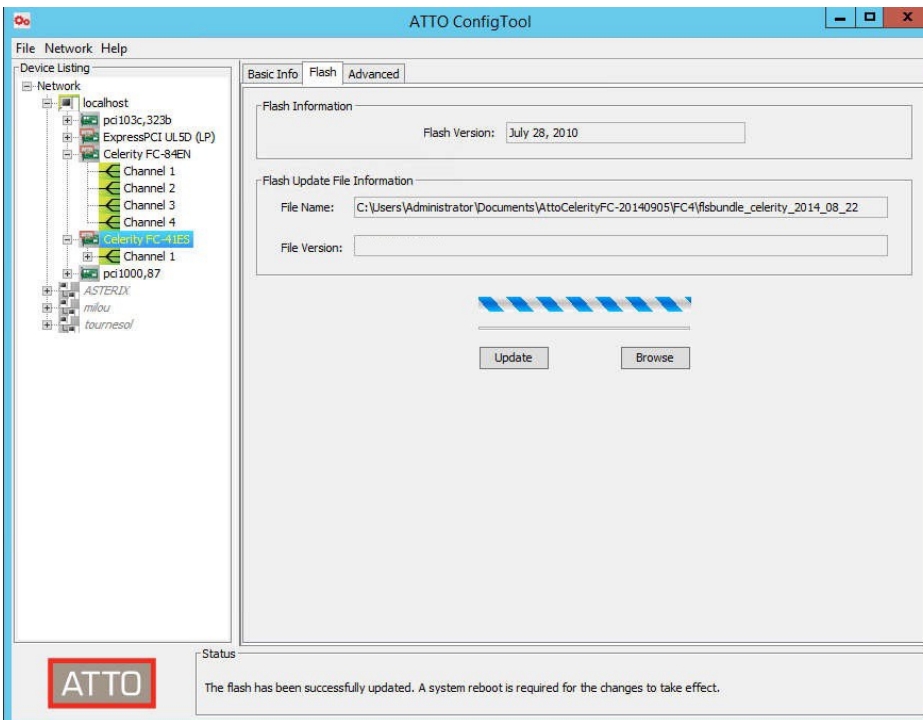 ATTO ConfigTool
File Network Help
Device Listing
Network
localhost
pci103c,323b
ExpressPCI UL5D (LP)
Celerity FC-84EN
Channel 1
Channel 2
Channel 3
Channel 4
Celerity FC-41ES
Channel 1
pci1000,87
ASTERIX
milou
tournesol
Basic Info Flash Advanced
Flash Information
Flash Version: July 28, 2010
Flash Update File Information
File Name: C:\Users\Administrator\Documents\AttoCelerityFC-20140905\FC4\flsbundle_celerity_2014_08_22
File Version:
Update Browse
ATTO
Status
The flash has been successfully updated. A system reboot is required for the changes to take effect.